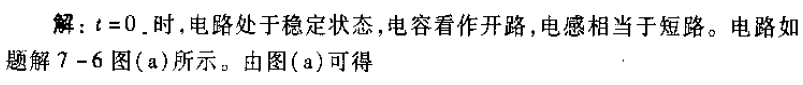 解：t=0_时,电路处于稳定状态,电容看作开路,电感相当于短路。电路如
题解 7-6 图(a)所示。由图(a)可得